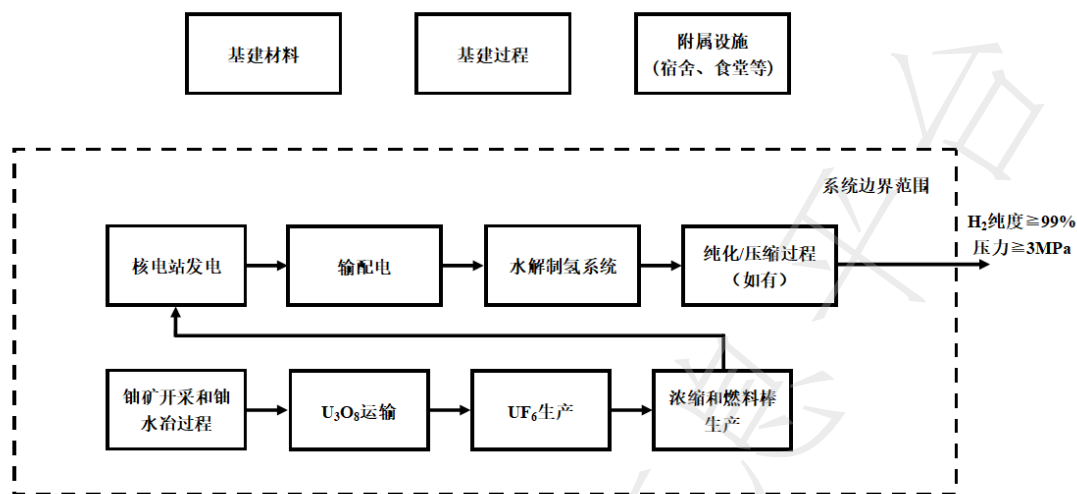 基建材料
基建过程
附属设施
(宿舍、食堂等)
系统边界范围
H₂纯度≧99%
压力≧3MPa
核电站发电
输配电
水解制氢系统
纯化/压缩过程
（如有）
铀矿开采和铀
水冶过程
U₃O₈运输
UF₆生产
浓缩和燃料棒
生产